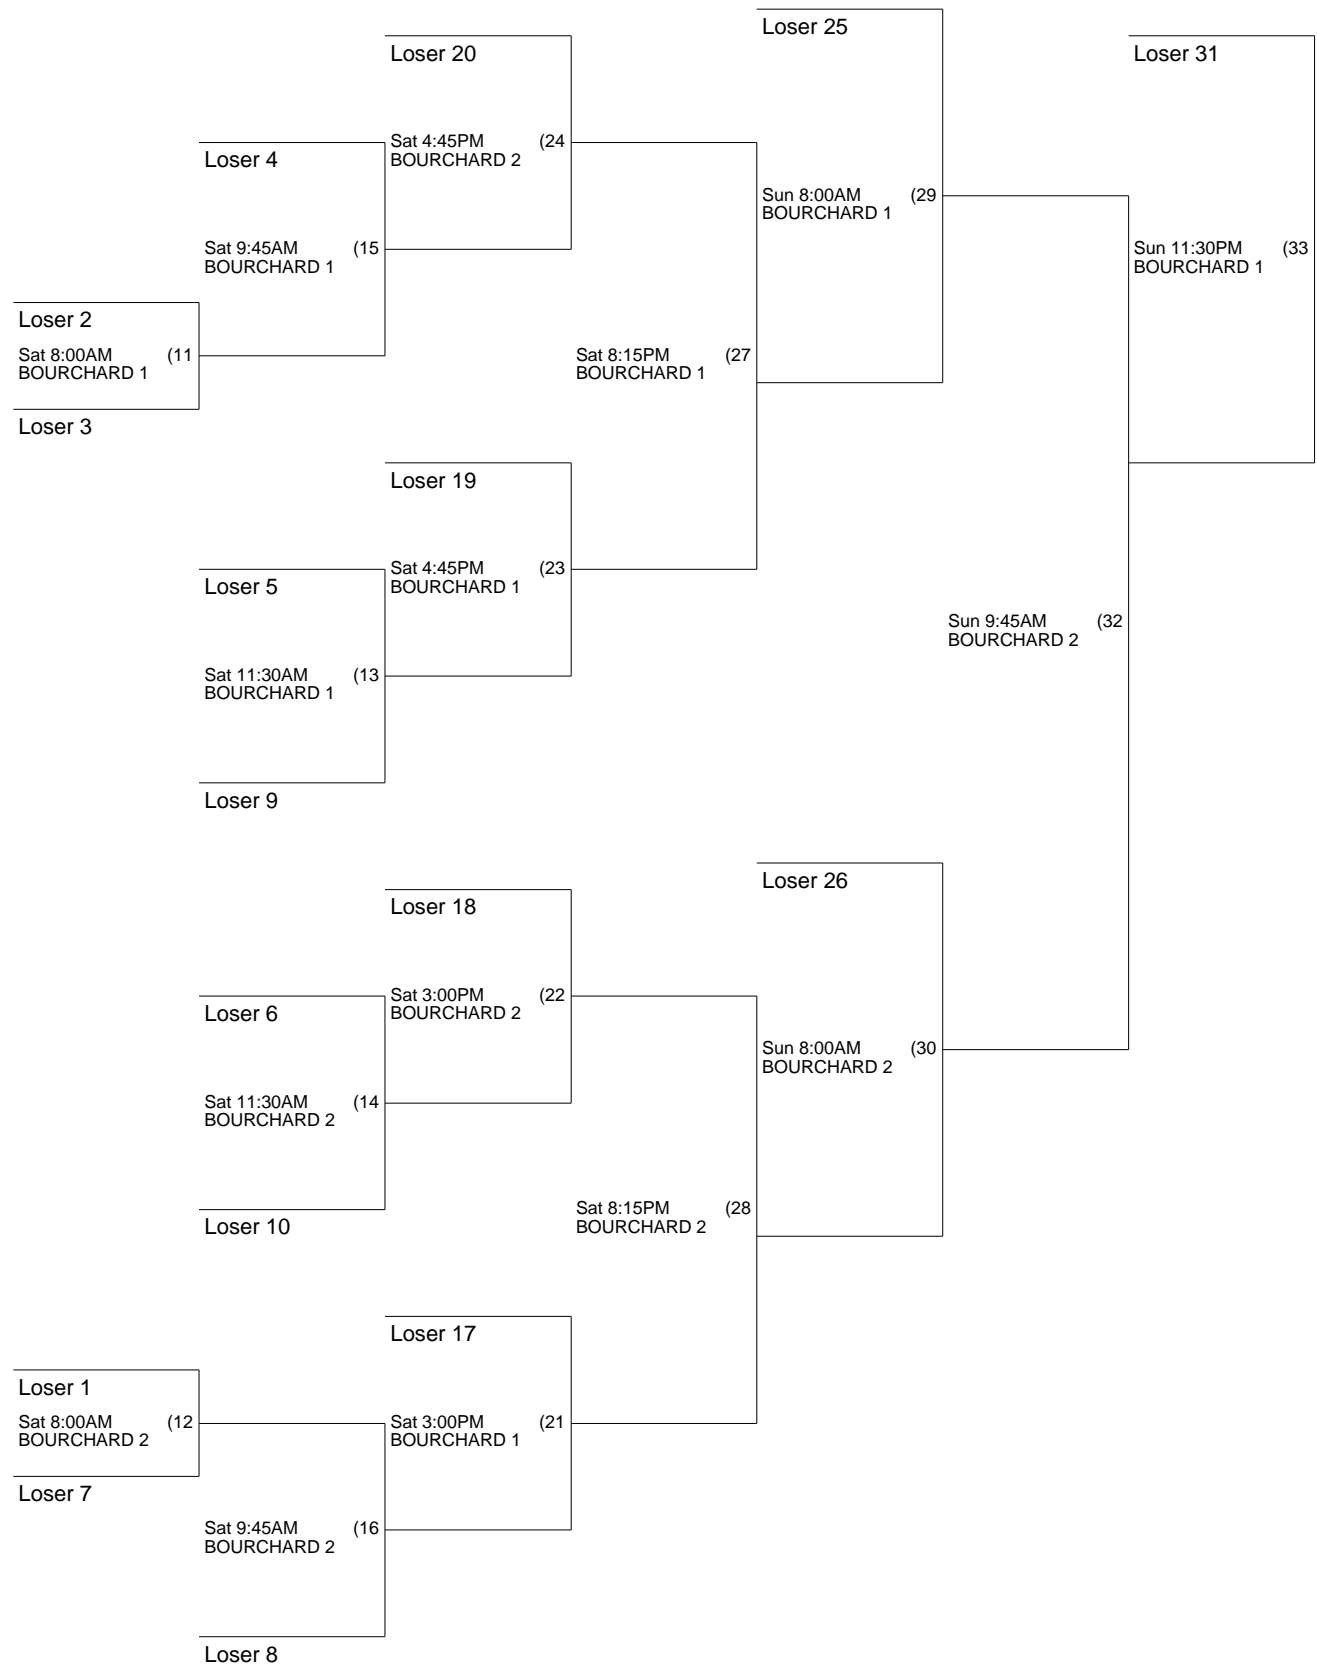 Loser 25
Loser 20
Loser 31
Sat 4:45PM (24
BOURCHARD 2
Loser 4
Sun 8:00AM (29
BOURCHARD 1
Sat 9:45AM (15
BOURCHARD 1
Sun 11:30PM (33
BOURCHARD 1
Loser 2
Sat 8:00AM (11
BOURCHARD 1
Sat 8:15PM (27
BOURCHARD 1
Loser 3
Loser 19
Sat 4:45PM (23
BOURCHARD 1
Loser 5
Sun 9:45AM (32
BOURCHARD 2
Sat 11:30AM (13
BOURCHARD 1
Loser 9
Loser 26
Loser 18
Sat 3:00PM (22
BOURCHARD 2
Loser 6
Sun 8:00AM (30
BOURCHARD 2
Sat 11:30AM (14
BOURCHARD 2
Sat 8:15PM (28
BOURCHARD 2
Loser 10
Loser 17
Loser 1
Sat 8:00AM (12
BOURCHARD 2
Sat 3:00PM (21
BOURCHARD 1
Loser 7
Sat 9:45AM (16
BOURCHARD 2
Loser 8